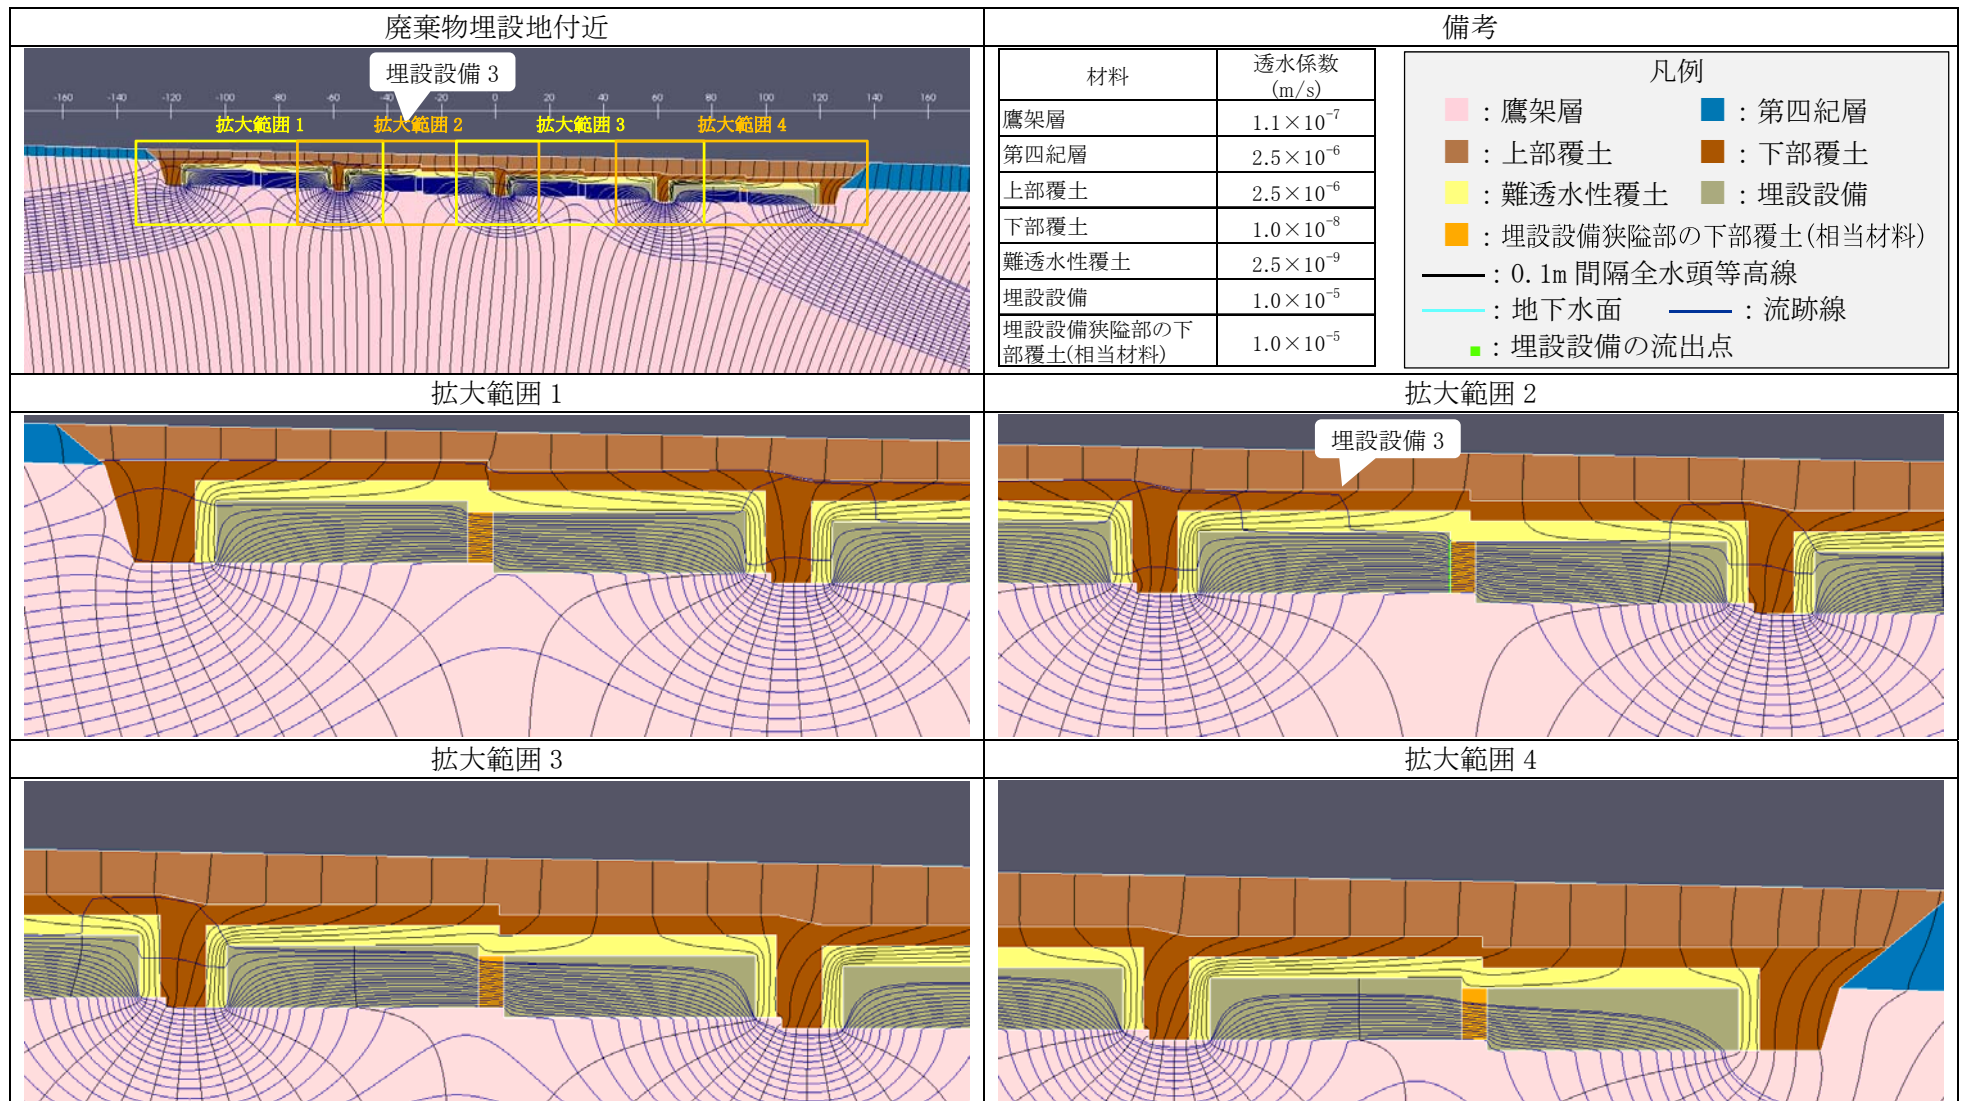 廃棄物埋設地付近
備考
埋設設備 3
-160 -140 -120 -100 -80 -60 -40 -20 0 20 40 60 80 100 120 140 160
拡大範囲 1
拡大範囲 2
拡大範囲 3
拡大範囲 4
材料
透水係数
(m/s)
鷹架層 1.1×10⁻⁷
第四紀層 2.5×10⁻⁶
上部覆土 2.5×10⁻⁶
下部覆土 1.0×10⁻⁸
難透水性覆土 2.5×10⁻⁹
埋設設備 1.0×10⁻⁵
埋設設備狭隘部の下
部覆土(相当材料) 1.0×10⁻⁵
凡例
：鷹架層 ：第四紀層
：上部覆土 ：下部覆土
：難透水性覆土 ：埋設設備
：埋設設備狭隘部の下部覆土(相当材料)
：0.1m 間隔全水頭等高線
：地下水面 ：流跡線
：埋設設備の流出点
拡大範囲 1
拡大範囲 2
埋設設備 3
拡大範囲 3
拡大範囲 4